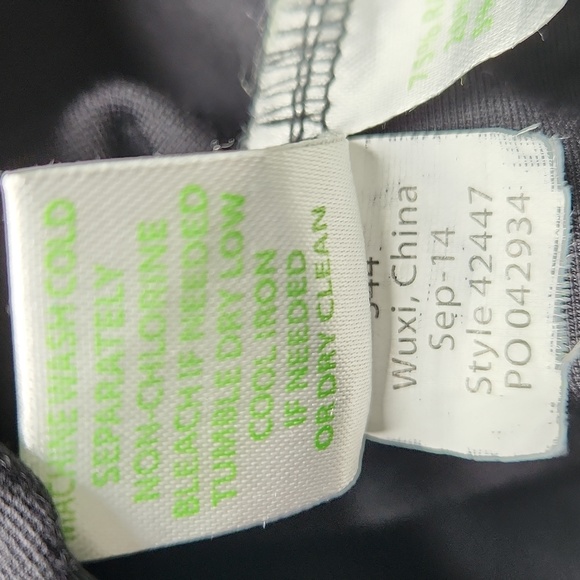 MACHINE WASH COLD
SEPARATELY
NON-CHLORINE
BLEACH IF NEEDED
TUMBLE DRY LOW
COOL IRON
IF NEEDED
OR DRY CLEAN
Wuxi, China
Sep-14
Style 42447
PO 042934